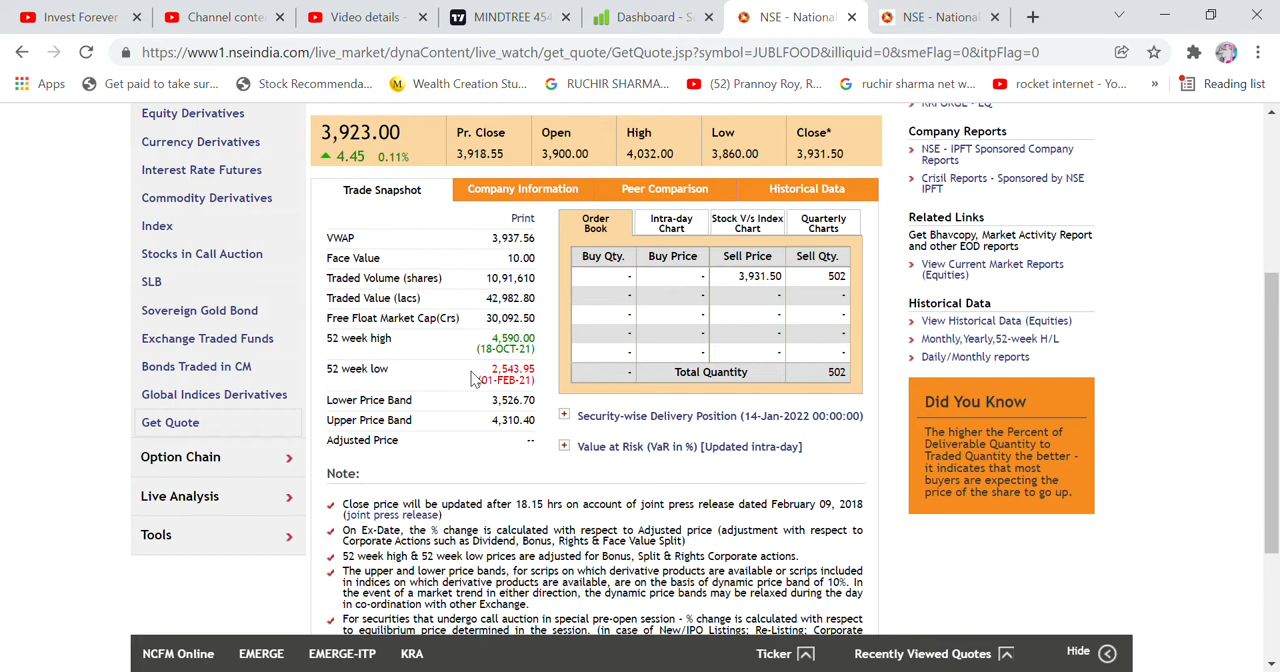 Invest Forever
Channel conte
Video details -
MINDTREE 454
Dashboard - S
NSE - National
NSE - National
https://www1.nseindia.com/live_market/dynaContent/live_watch/get_quote/GetQuote.jsp?symbol=JUBLFOOD&illiquid=0&smeFlag=0&itpFlag=0
Apps
Get paid to take sur...
Stock Recommenda...
Wealth Creation Stu...
RUCHIR SHARMA...
(52) Prannoy Roy, R...
ruchir sharma net w...
rocket internet - Yo...
»
Reading list
Equity Derivatives
Currency Derivatives
Interest Rate Futures
Commodity Derivatives
Index
Stocks in Call Auction
SLB
Sovereign Gold Bond
Exchange Traded Funds
Bonds Traded in CM
Global Indices Derivatives
Get Quote
Option Chain
Live Analysis
Tools
3,923.00
4.45 0.11%
Pr. Close
3,918.55
Open
3,900.00
High
4,032.00
Low
3,860.00
Close*
3,931.50
Trade Snapshot
Company Information
Peer Comparison
Historical Data
Print
VWAP 3,937.56
Face Value 10.00
Traded Volume (shares) 10,91,610
Traded Value (lacs) 42,982.80
Free Float Market Cap(Crs) 30,092.50
52 week high 4,590.00
(18-OCT-21)
52 week low 2,543.95
(01-FEB-21)
Lower Price Band 3,526.70
Upper Price Band 4,310.40
Adjusted Price --
Order
Book
Intra-day
Chart
Stock V/s Index
Chart
Quarterly
Charts
Buy Qty. Buy Price Sell Price Sell Qty.
- - 3,931.50 502
- - - -
- - - -
- - - -
- - - -
- Total Quantity 502
Security-wise Delivery Position (14-Jan-2022 00:00:00)
Value at Risk (VaR in %) [Updated intra-day]
Note:
Close price will be updated after 18.15 hrs on account of joint press release dated February 09, 2018
(joint press release)
On Ex-Date, the % change is calculated with respect to Adjusted price (adjustment with respect to
Corporate Actions such as Dividend, Bonus, Rights & Face Value Split)
52 week high & 52 week low prices are adjusted for Bonus, Split & Rights Corporate actions.
The upper and lower price bands, for scrips on which derivative products are available or scrips included
in indices on which derivative products are available, are on the basis of dynamic price band of 10%. In
the event of a market trend in either direction, the dynamic price bands may be relaxed during the day
in co-ordination with other Exchange.
For securities that undergo call auction in special pre-open session - % change is calculated with respect
to equilibrium price determined in the session. (in case of New/IPO Listings; Re-Listing; Corporate
Company Reports
NSE - IPFT Sponsored Company
Reports
Crisil Reports - Sponsored by NSE
IPFT
Related Links
Get Bhavcopy, Market Activity Report
and other EOD reports
View Current Market Reports
(Equities)
Historical Data
View Historical Data (Equities)
Monthly,Yearly,52-week H/L
Daily/Monthly reports
Did You Know
The higher the Percent of
Deliverable Quantity to
Traded Quantity the better -
it indicates that most
buyers are expecting the
price of the share to go up.
NCFM Online
EMERGE
EMERGE-ITP
KRA
Ticker
Recently Viewed Quotes
Hide